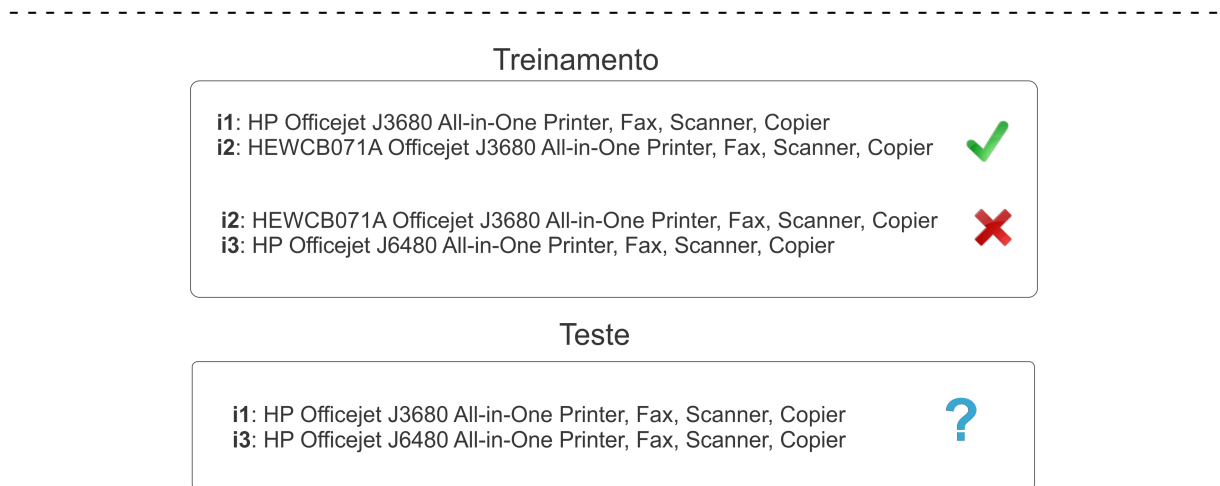 Treinamento
i1: HP Officejet J3680 All-in-One Printer, Fax, Scanner, Copier
i2: HEWCB071A Officejet J3680 All-in-One Printer, Fax, Scanner, Copier
i2: HEWCB071A Officejet J3680 All-in-One Printer, Fax, Scanner, Copier
i3: HP Officejet J6480 All-in-One Printer, Fax, Scanner, Copier
Teste
i1: HP Officejet J3680 All-in-One Printer, Fax, Scanner, Copier
i3: HP Officejet J6480 All-in-One Printer, Fax, Scanner, Copier
?